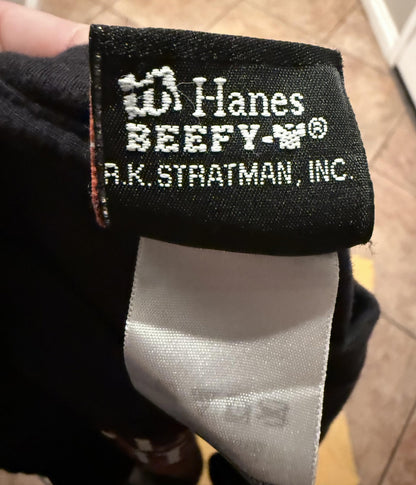 Hanes
BEEFY-T®
R.K. STRATMAN, INC.